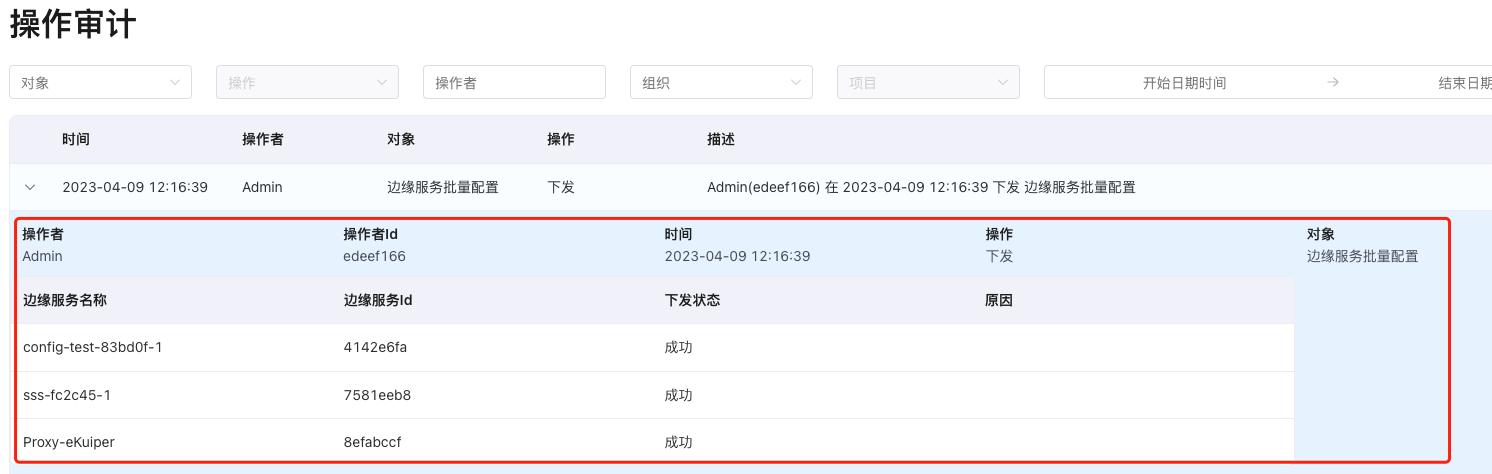 操作审计
对象 操作 操作者 组织 项目 开始日期时间 → 结束日期
时间 操作者 对象 操作 描述
2023-04-09 12:16:39 Admin 边缘服务批量配置 下发 Admin(edeef166) 在 2023-04-09 12:16:39 下发 边缘服务批量配置
操作者 操作者Id 时间 操作 对象
Admin edeef166 2023-04-09 12:16:39 下发 边缘服务批量配置
边缘服务名称 边缘服务Id 下发状态 原因
config-test-83bd0f-1 4142e6fa 成功
sss-fc2c45-1 7581eeb8 成功
Proxy-eKuiper 8efabccf 成功